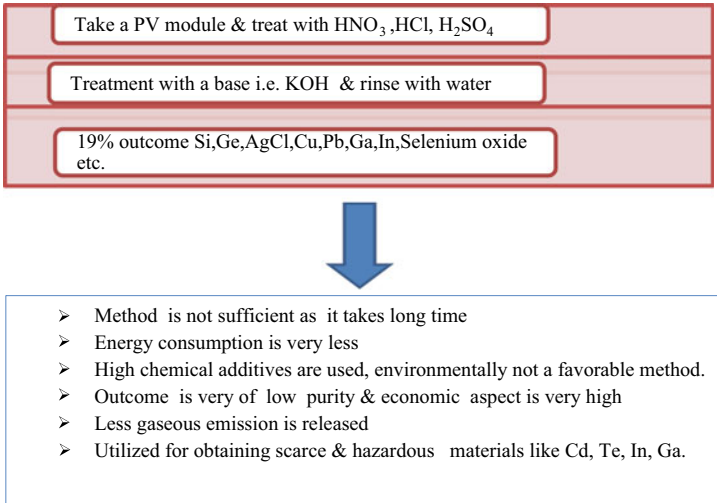 Take a PV module & treat with HNO₃ ,HCl, H₂SO₄
Treatment with a base i.e. KOH & rinse with water
19% outcome Si,Ge,AgCl,Cu,Pb,Ga,In,Selenium oxide
etc.
➢ Method is not sufficient as it takes long time
➢ Energy consumption is very less
➢ High chemical additives are used, environmentally not a favorable method.
➢ Outcome is very of low purity & economic aspect is very high
➢ Less gaseous emission is released
➢ Utilized for obtaining scarce & hazardous materials like Cd, Te, In, Ga.